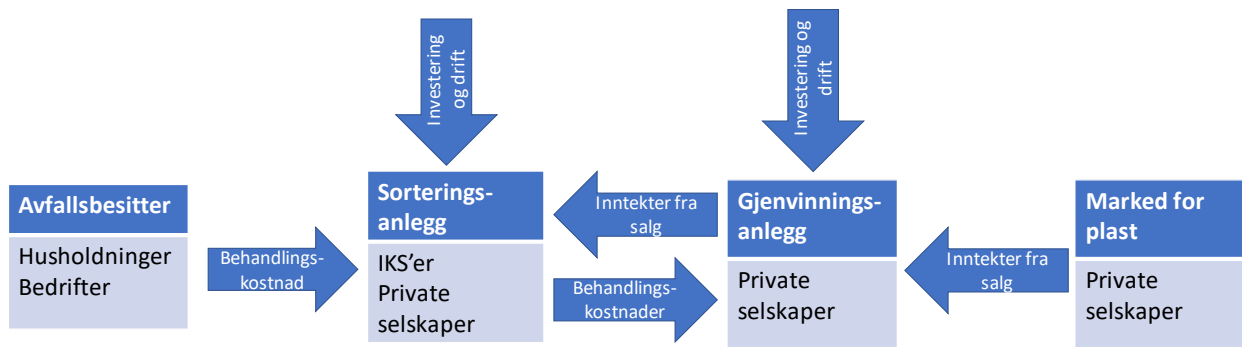 Investering
og drift
Investering og
drift
Avfallsbesitter
Husholdninger
Bedrifter
Behandlings-
kostnad
Sorterings-
anlegg
IKS’er
Private
selskaper
Inntekter fra
salg
Behandlings-
kostnader
Gjenvinnings-
anlegg
Private
selskaper
Inntekter fra
salg
Marked for
plast
Private
selskaper